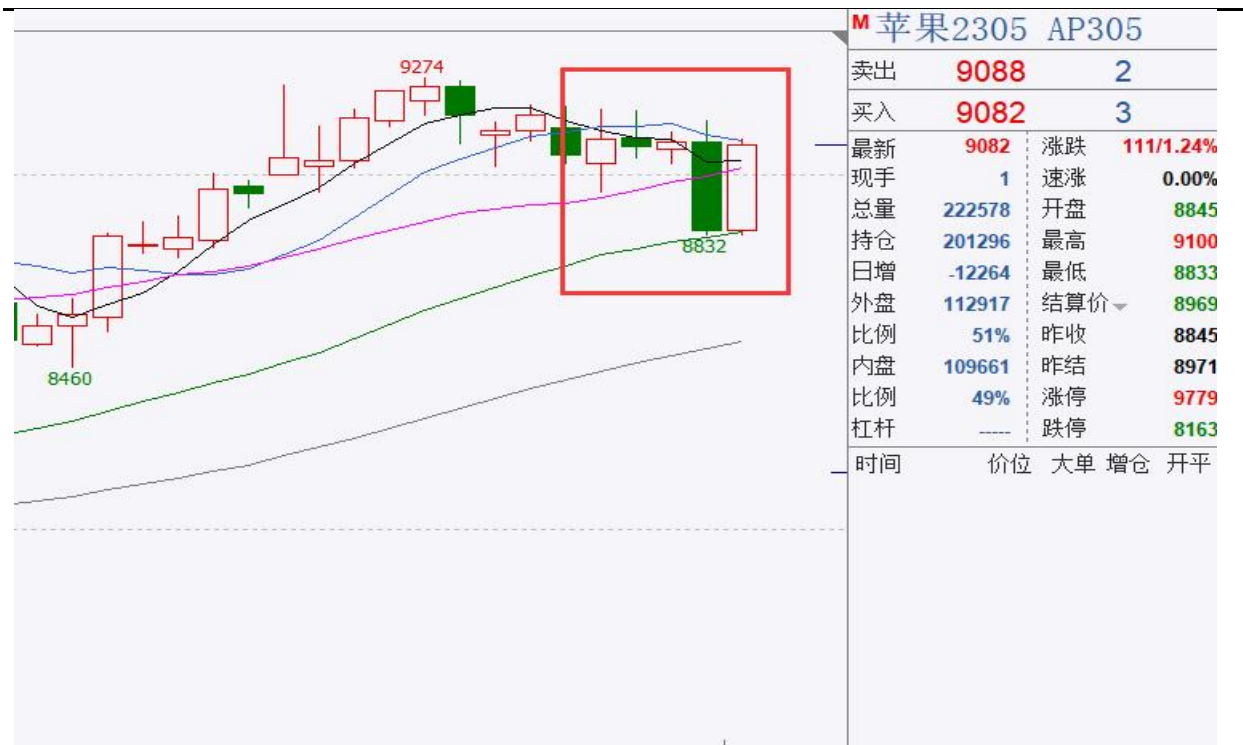 M 苹果2305 AP305
卖出 9088 2
买入 9082 3
最新 9082 涨跌 111/1.24%
现手 1 速涨 0.00%
总量 222578 开盘 8845
持仓 201296 最高 9100
日增 -12264 最低 8833
外盘 112917 结算价 8969
比例 51% 昨收 8845
内盘 109661 昨结 8971
比例 49% 涨停 9779
杠杆 ----- 跌停 8163
时间 价位 大单 增仓 开平
9274
8832
8460